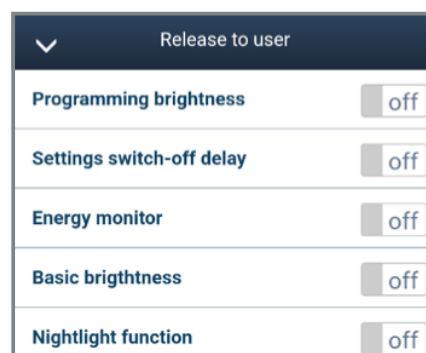 Release to user
Programming brightness off
Settings switch-off delay off
Energy monitor off
Basic brigthtness off
Nightlight function off